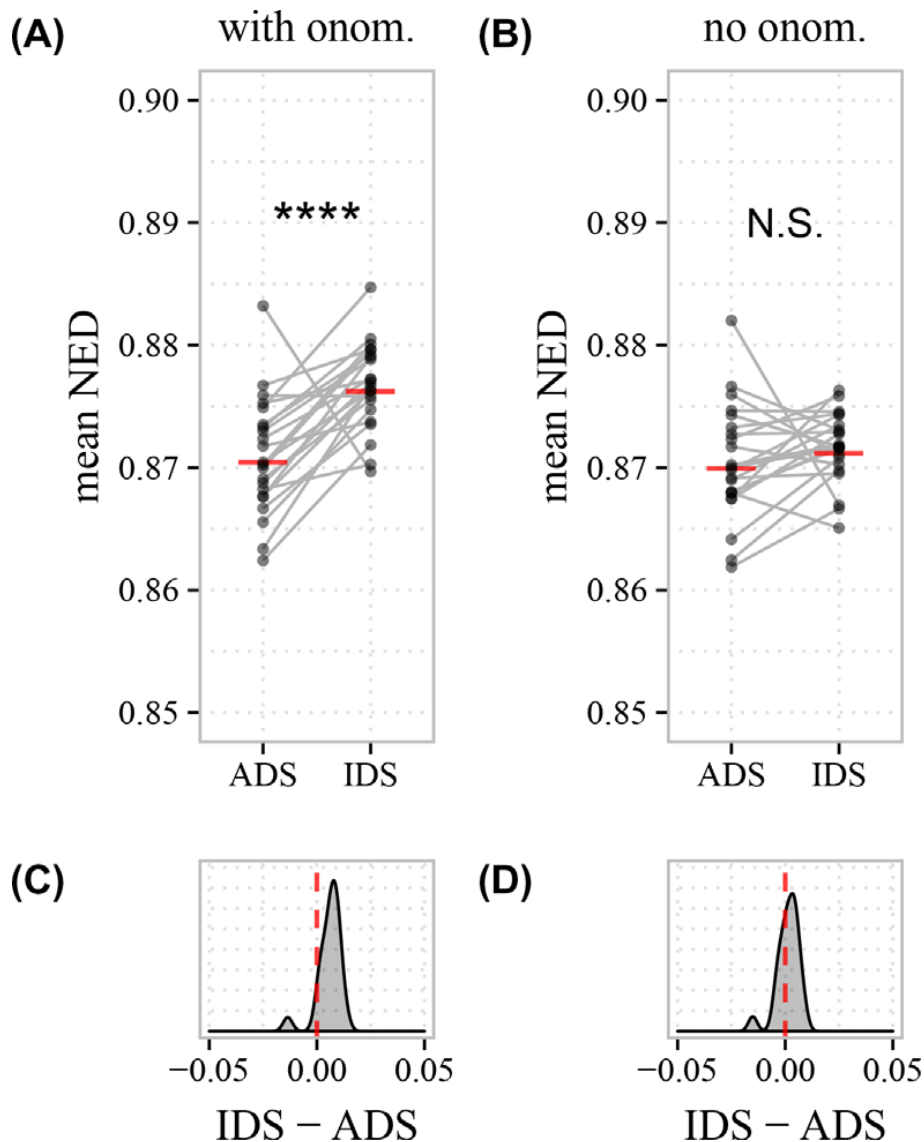 (A) with onom.
mean NED
0.90
0.89
0.88
0.87
0.86
0.85
****
ADS IDS
(B) no onom.
mean NED
0.90
0.89
0.88
0.87
0.86
0.85
N.S.
ADS IDS
(C)
−0.05 0.00 0.05
IDS − ADS
(D)
−0.05 0.00 0.05
IDS − ADS